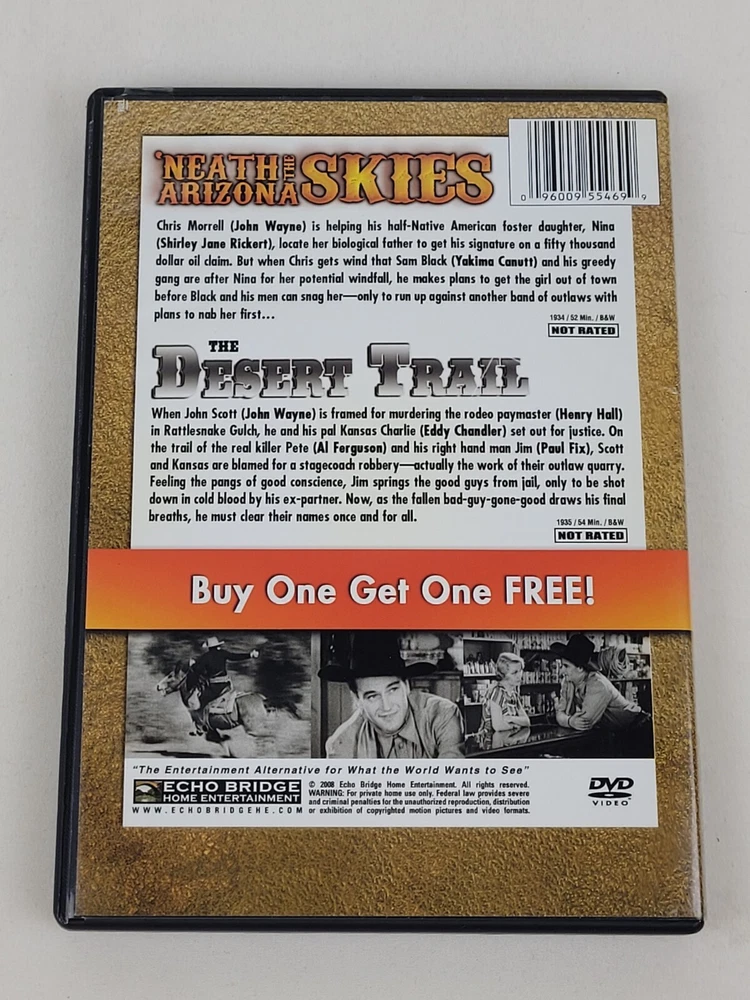 'NEATH THE
ARIZONA SKIES
0 96009 55469 9
Chris Morrell (John Wayne) is helping his half-Native American foster daughter, Nina
(Shirley Jane Rickert), locate her biological father to get his signature on a fifty thousand
dollar oil claim. But when Chris gets wind that Sam Black (Yakima Canutt) and his greedy
gang are after Nina for her potential windfall, he makes plans to get the girl out of town
before Black and his men can snag her—only to run up against another band of outlaws with
plans to nab her first...
1934 / 52 Min. / B&W
NOT RATED
THE
DESERT TRAIL
When John Scott (John Wayne) is framed for murdering the rodeo paymaster (Henry Hall)
in Rattlesnake Gulch, he and his pal Kansas Charlie (Eddy Chandler) set out for justice. On
the trail of the real killer Pete (Al Ferguson) and his right hand man Jim (Paul Fix), Scott
and Kansas are blamed for a stagecoach robbery—actually the work of their outlaw quarry.
Feeling the pangs of good conscience, Jim springs the good guys from jail, only to be shot
down in cold blood by his ex-partner. Now, as the fallen bad-guy-gone-good draws his final
breaths, he must clear their names once and for all.
1935 / 54 Min. / B&W
NOT RATED
Buy One Get One FREE!
"The Entertainment Alternative for What the World Wants to See"
ECHO BRIDGE
HOME ENTERTAINMENT
WWW.ECHOBRIDGEHE.COM
© 2008 Echo Bridge Home Entertainment. All rights reserved.
WARNING: For private home use only. Federal law provides severe
and criminal penalties for the unauthorized reproduction, distribution
or exhibition of copyrighted motion pictures and video formats.
DVD
VIDEO